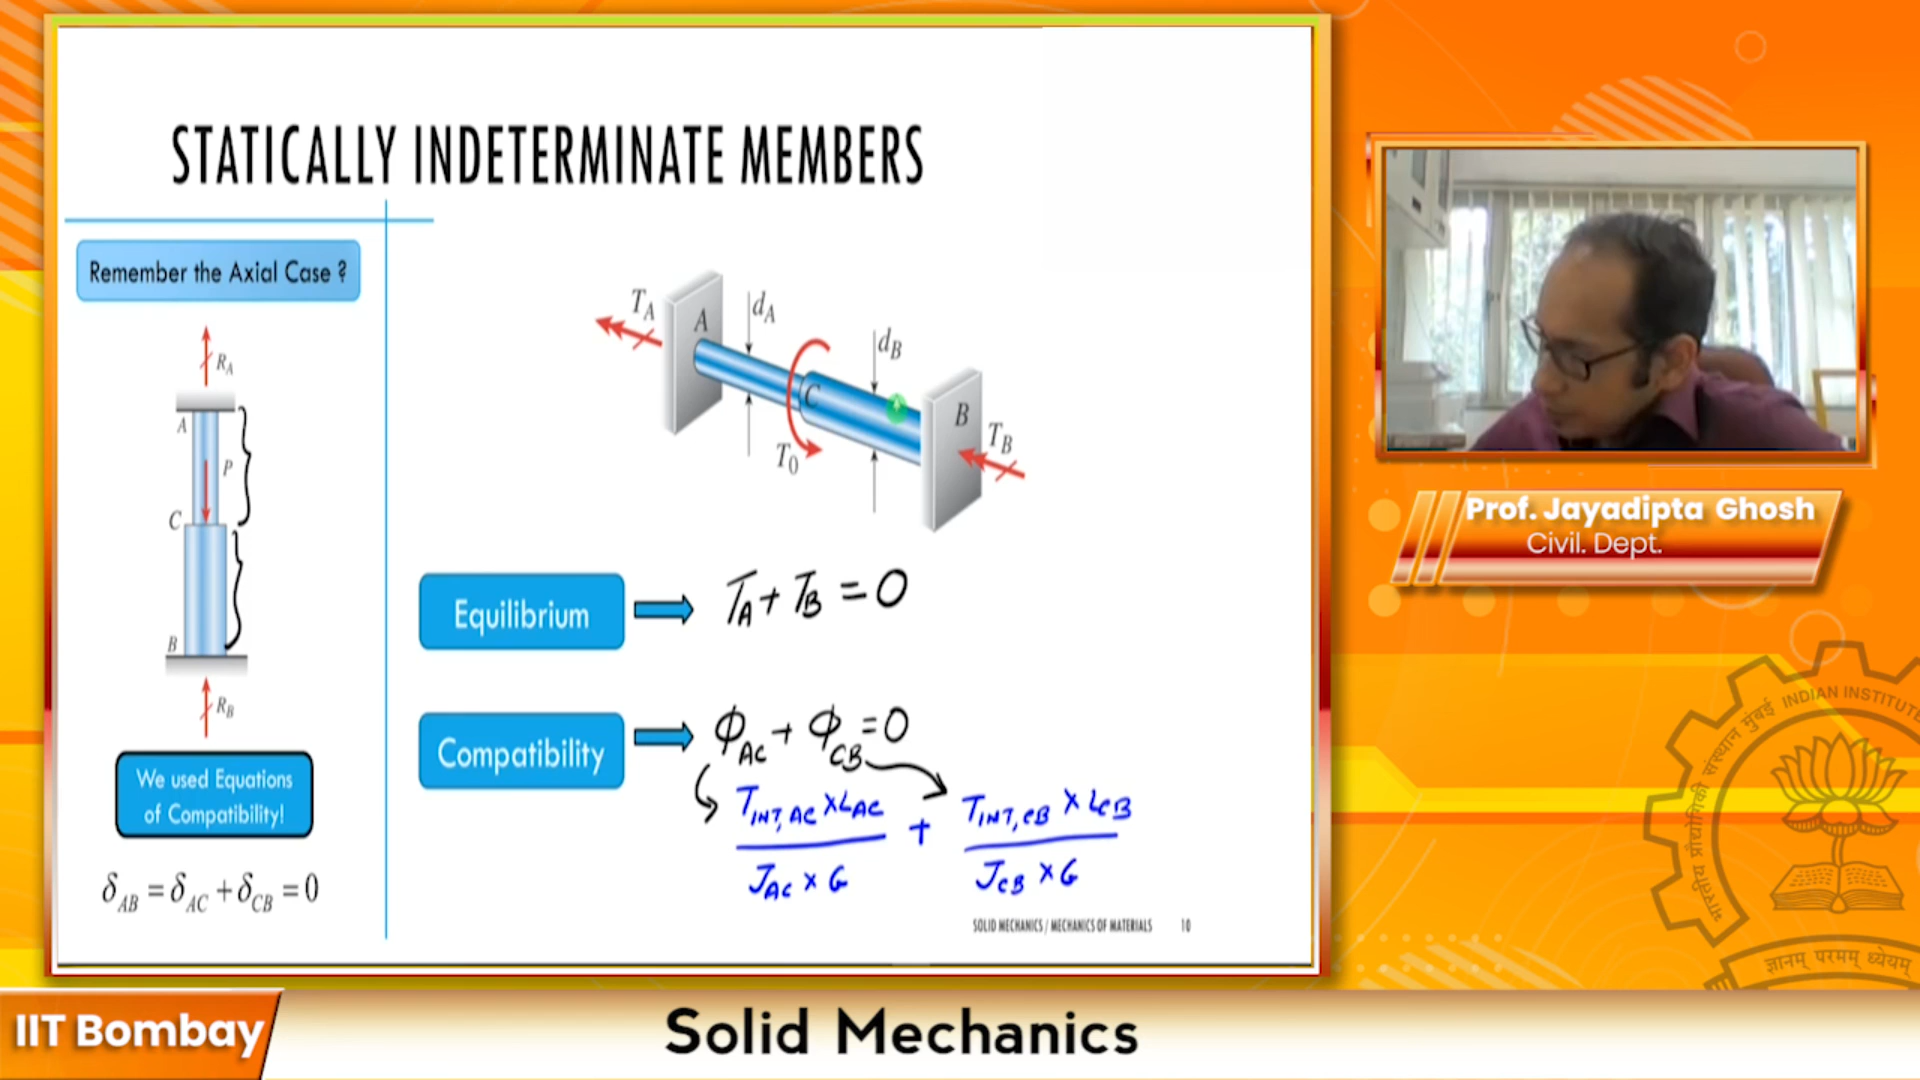 STATICALLY INDETERMINATE MEMBERS
Remember the Axial Case ?
R_A
A
P
C
B
R_B
We used Equations
of Compatibility!
δ_AB = δ_AC + δ_CB = 0
T_A
A
d_A
d_B
C
T_0
B
T_B
Equilibrium
T_A + T_B = 0
Compatibility
Φ_AC + Φ_CB = 0
T_INT,AC × L_AC
J_AC × G
+
T_INT,CB × L_CB
J_CB × G
SOLID MECHANICS / MECHANICS OF MATERIALS 10
Prof. Jayadipta Ghosh
Civil. Dept.
भारतीय प्रौद्योगिकी संस्थान मुंबई INDIAN INSTITUTE
ज्ञानम् परमम् ध्येयम्
IIT Bombay
Solid Mechanics